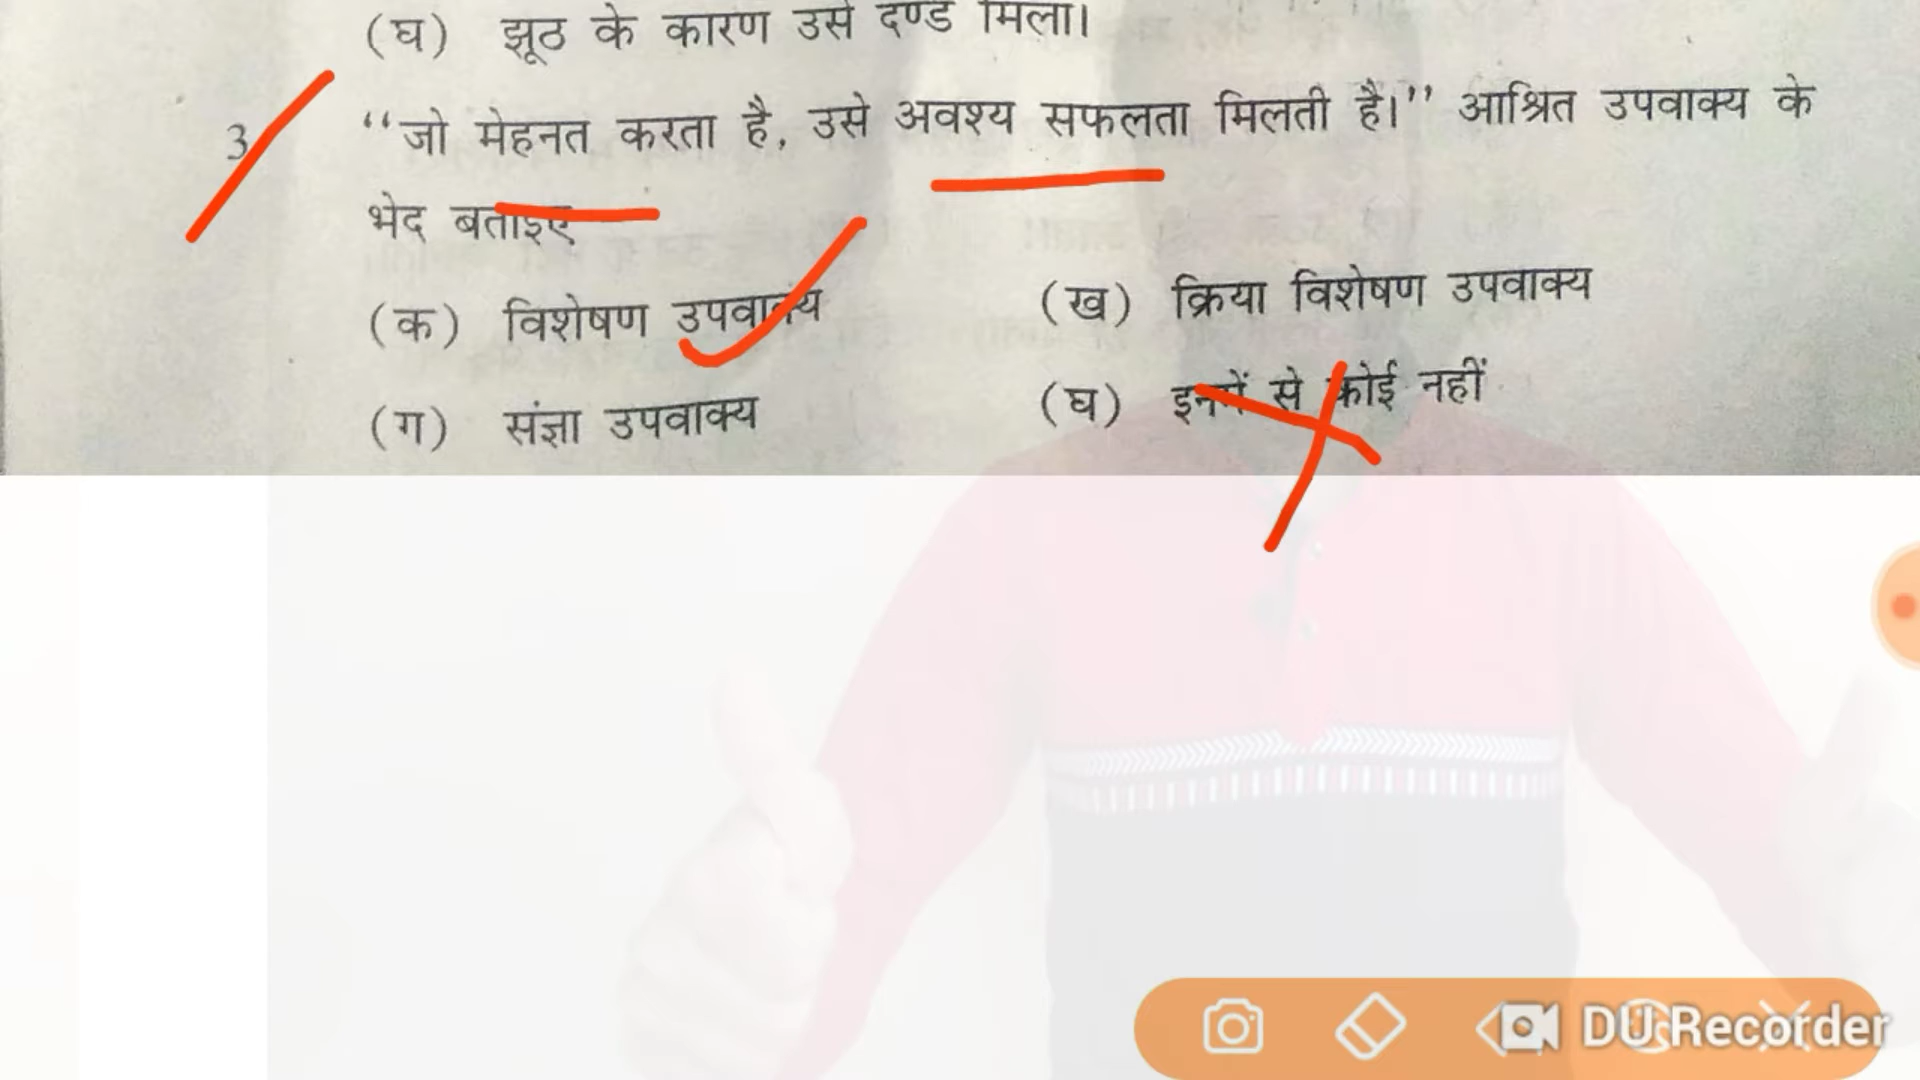 (घ) झूठ के कारण उसे दण्ड मिला।
3 “जो मेहनत करता है, उसे अवश्य सफलता मिलती है।” आश्रित उपवाक्य के
भेद बताइए
(क) विशेषण उपवाक्य (ख) क्रिया विशेषण उपवाक्य
(ग) संज्ञा उपवाक्य (घ) इनमें से कोई नहीं
DU Recorder